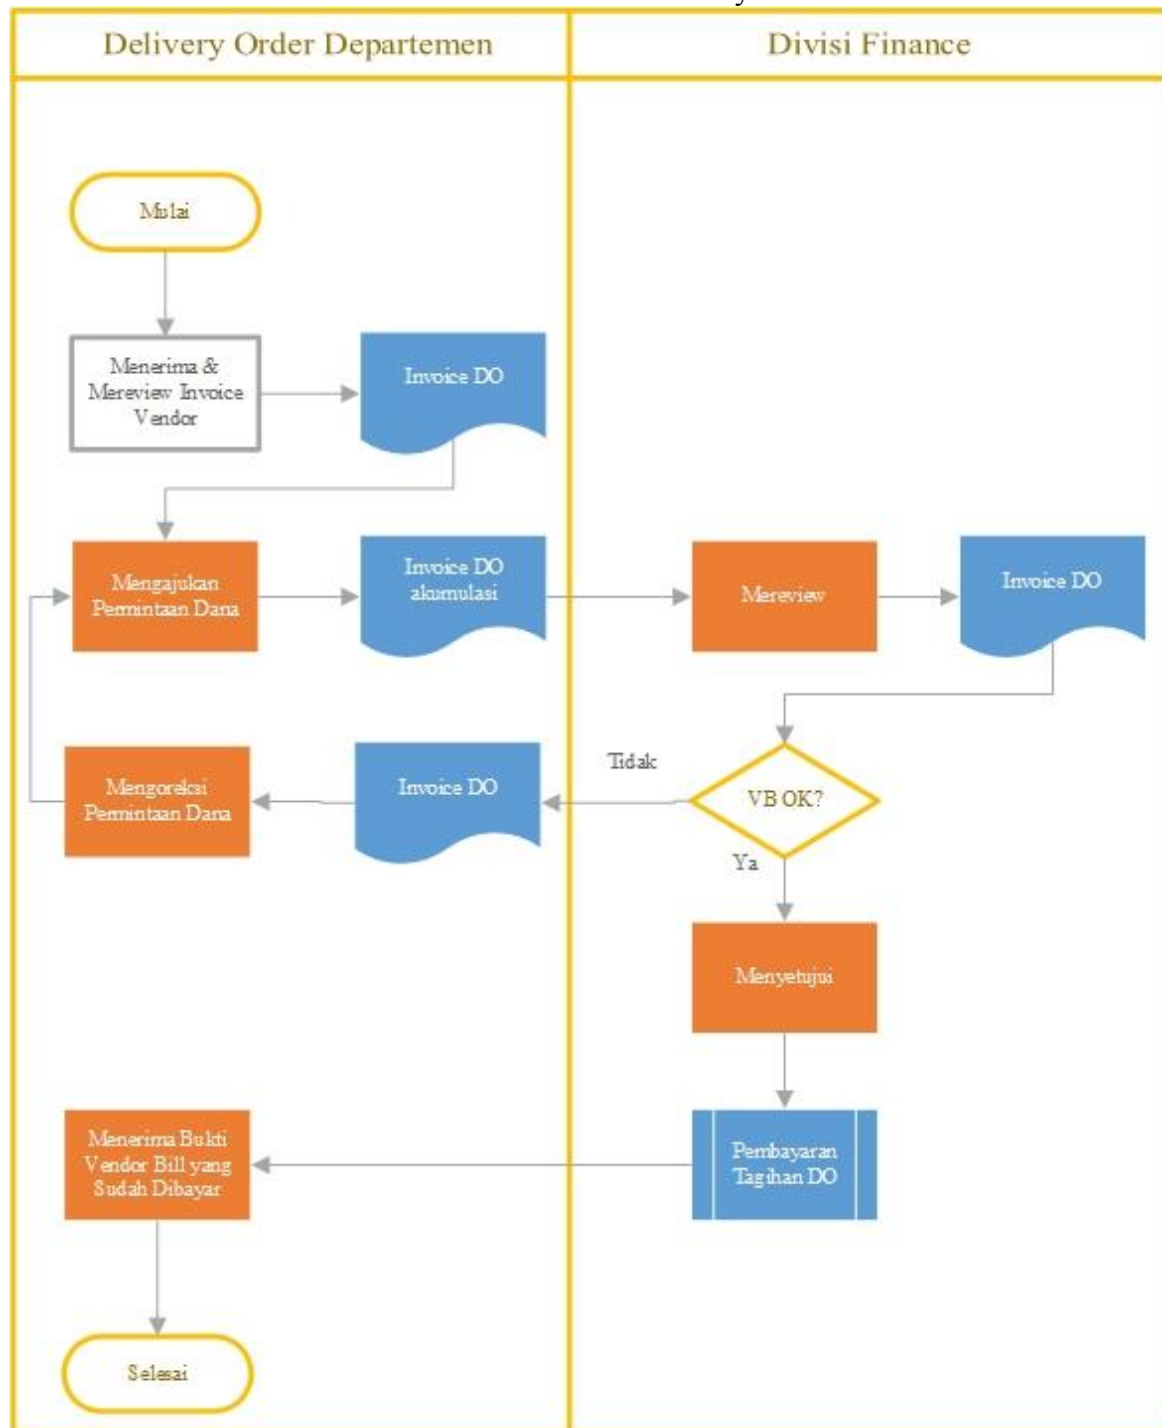 Delivery Order Departemen
Divisi Finance
Mulai
Menerima &
Mereview Invoice
Vendor
Invoice DO
Mengajukan
Permintaan Dana
Invoice DO
akumulasi
Mereview
Invoice DO
Mengoreksi
Permintaan Dana
Invoice DO
Tidak
VB OK?
Ya
Menyetujui
Menerima Bukti
Vendor Bill yang
Sudah Dibayar
Pembayaran
Tagihan DO
Selesai